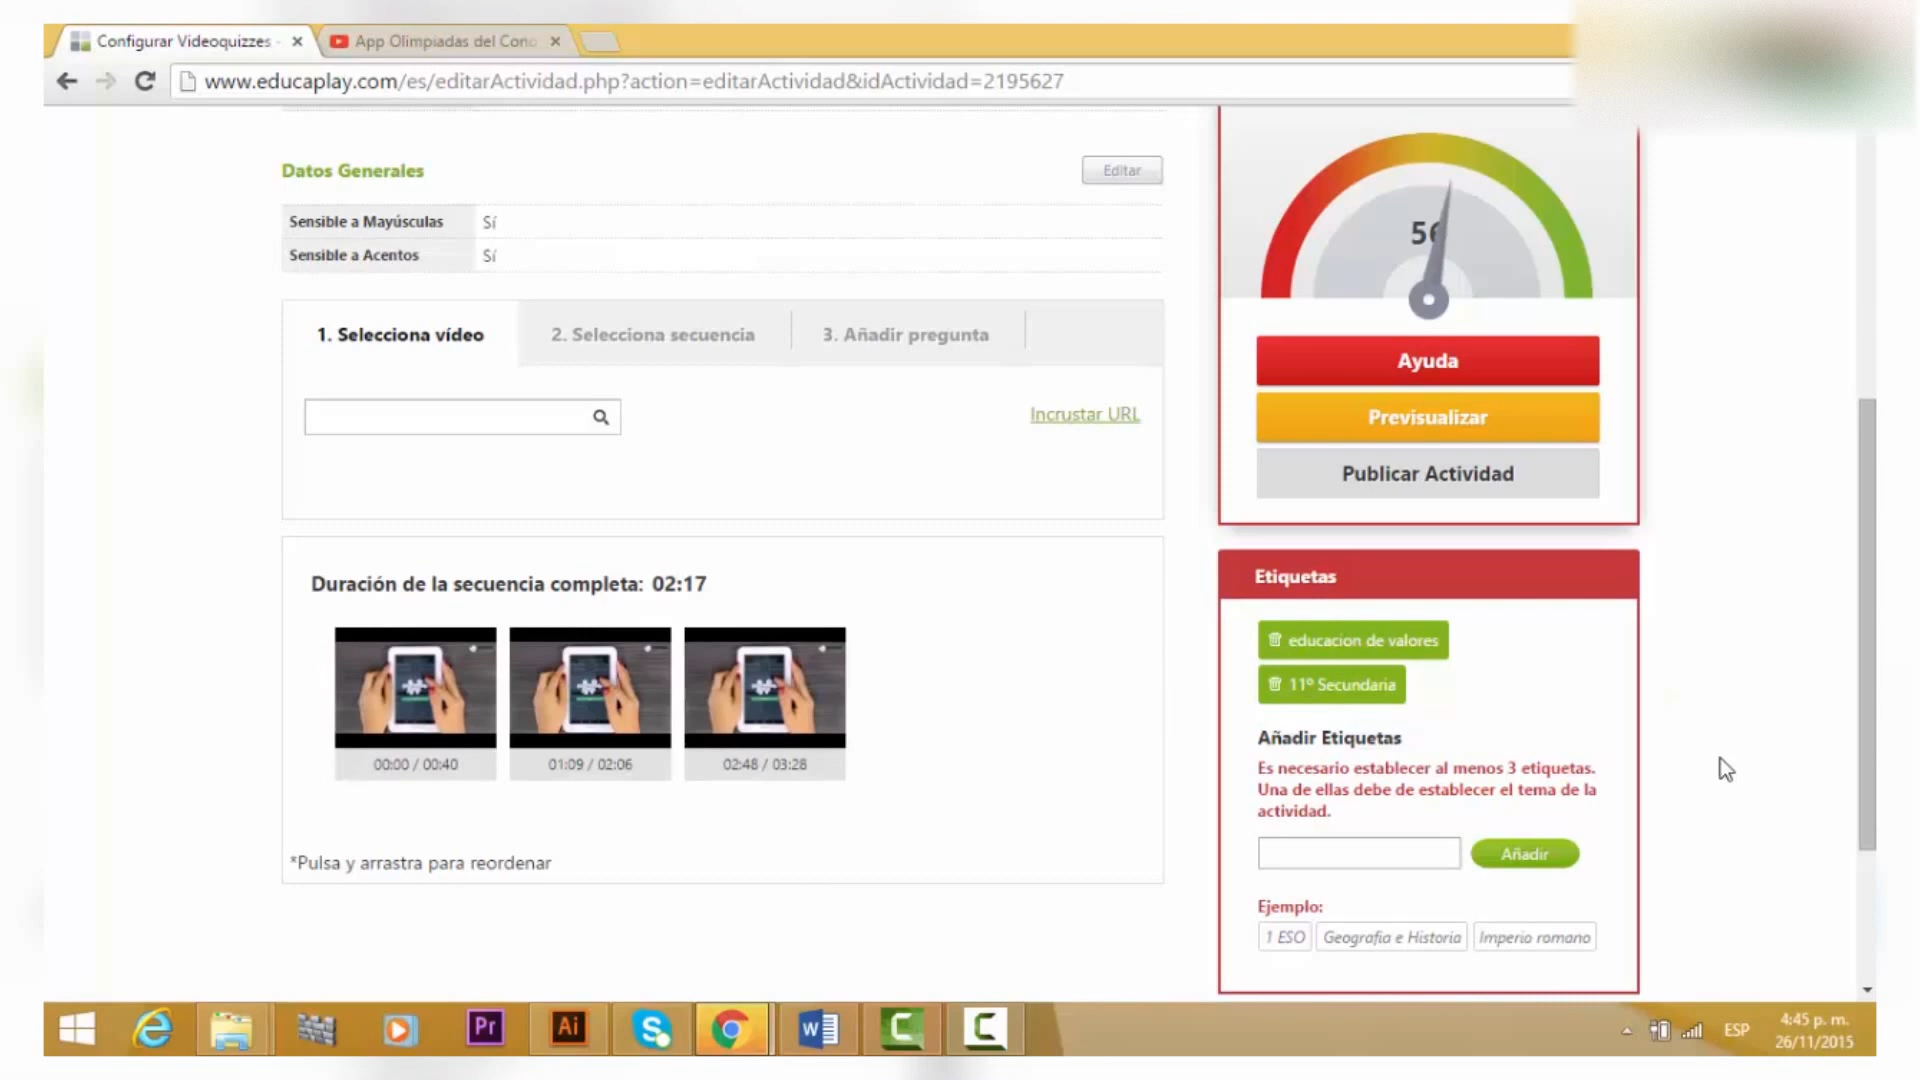 Configurar Videoquizzes -
App Olimpiadas del Cono
www.educaplay.com/es/editarActividad.php?action=editarActividad&idActividad=2195627
Datos Generales
Editar
Sensible a Mayúsculas Sí
Sensible a Acentos Sí
1. Selecciona vídeo 2. Selecciona secuencia 3. Añadir pregunta
Incrustar URL
Duración de la secuencia completa: 02:17
00:00 / 00:40 01:09 / 02:06 02:48 / 03:28
*Pulsa y arrastra para reordenar
Ayuda
Previsualizar
Publicar Actividad
Etiquetas
educacion de valores
11º Secundaria
Añadir Etiquetas
Es necesario establecer al menos 3 etiquetas.
Una de ellas debe de establecer el tema de la
actividad.
Añadir
Ejemplo:
1 ESO Geografia e Historia Imperio romano
Pr Ai
ESP
4:45 p. m.
26/11/2015